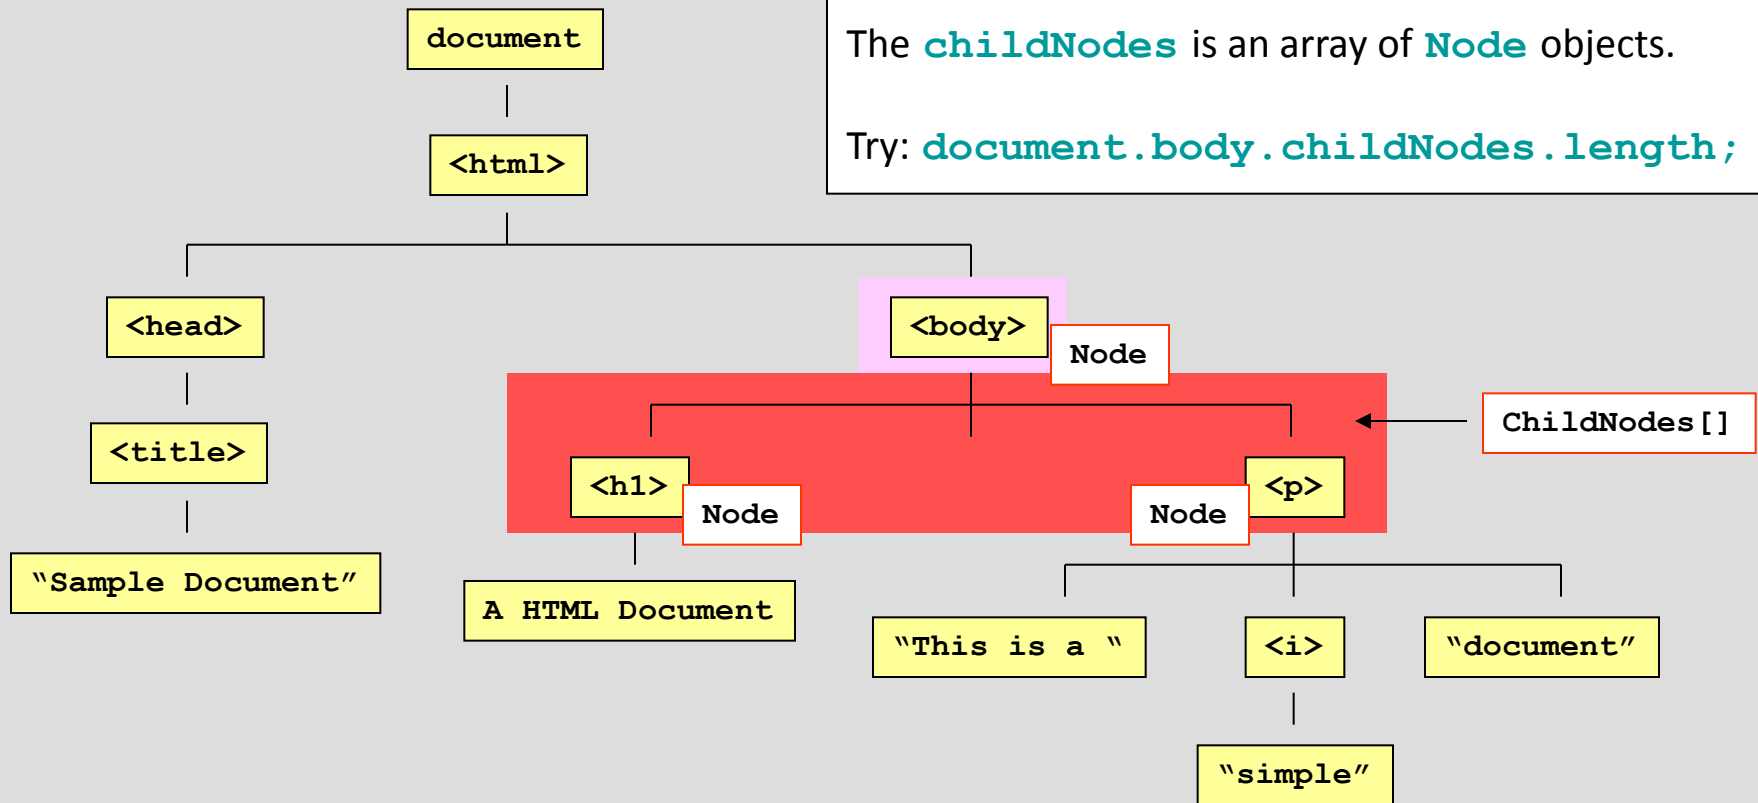 document
The childNodes is an array of Node objects.
Try: document.body.childNodes.length;
<html>
<head>
<body>
Node
<title>
ChildNodes[]
<h1>
Node
Node
<p>
“Sample Document”
A HTML Document
“This is a “
<i>
“document”
“simple”